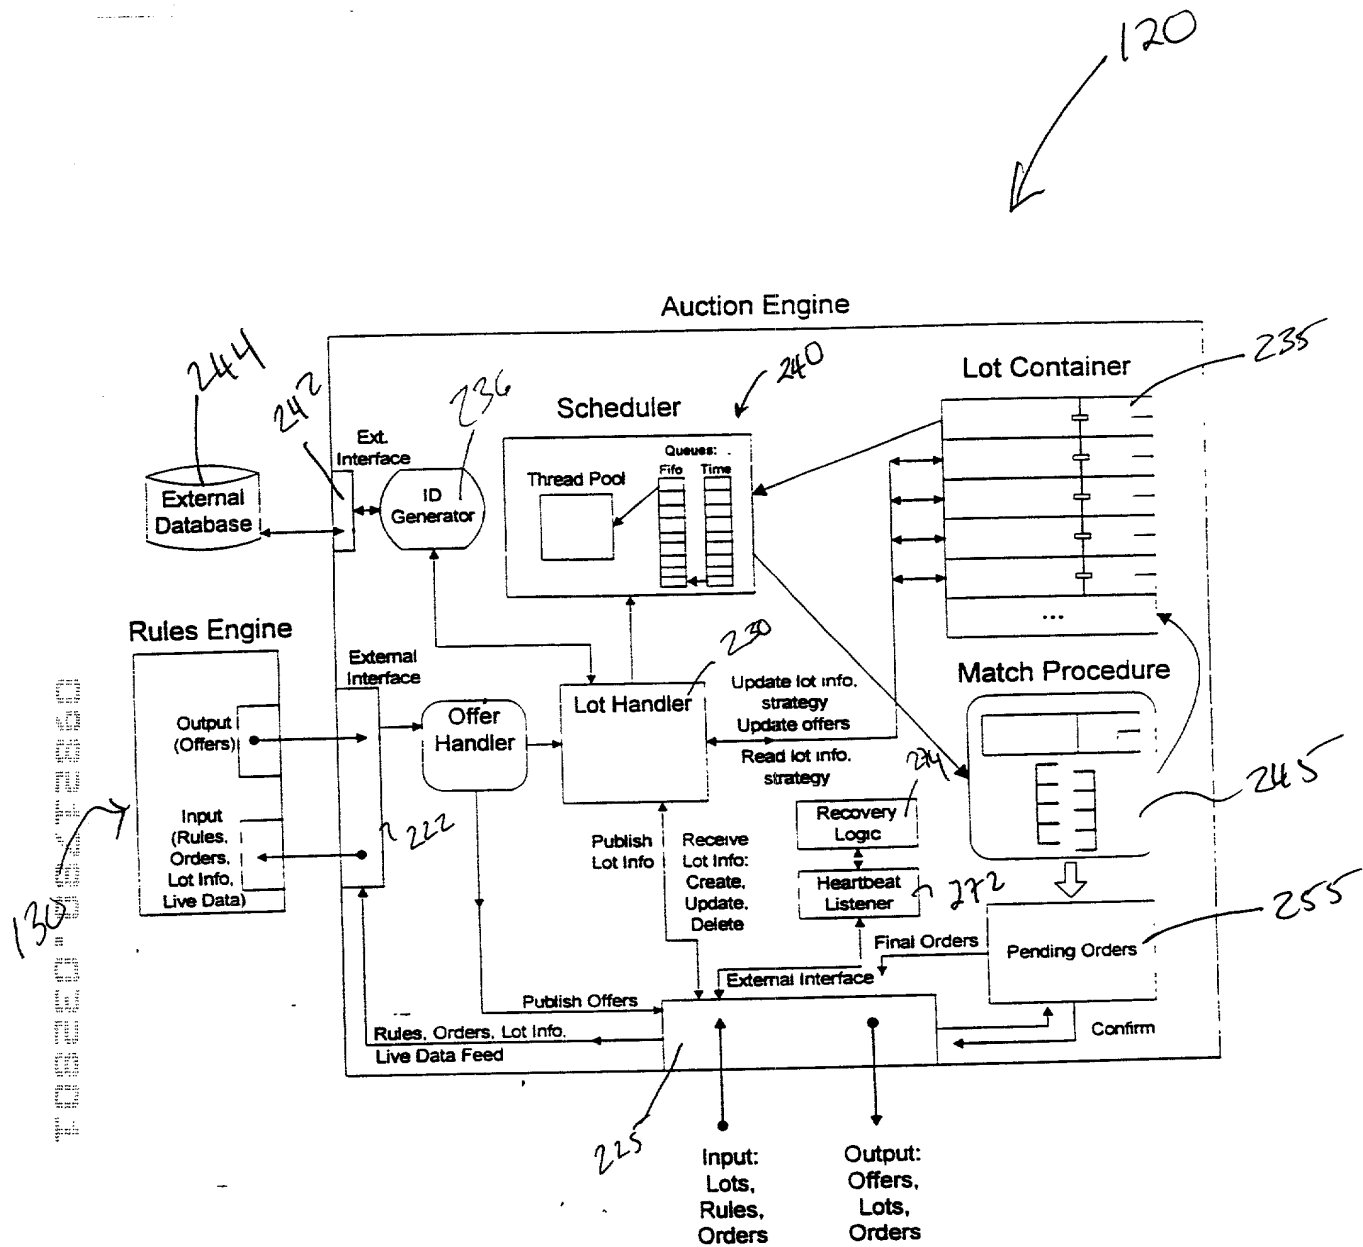 120
Auction Engine
244
242
236
240
235
Lot Container
Scheduler
Ext.
Interface
Queues:
Fifo Time
Thread Pool
ID
Generator
External
Database
...
Rules Engine
230
External
Interface
Match Procedure
Output
(Offers)
Offer
Handler
Lot Handler
Update lot info.
strategy
Update offers
Read lot info.
strategy
274
245
Input
(Rules,
Orders,
Lot Info,
Live Data)
222
Publish
Lot Info
Receive
Lot Info:
Create,
Update,
Delete
Recovery
Logic
Heartbeat
Listener
272
130
255
Final Orders
Pending Orders
External Interface
Publish Offers
Rules, Orders, Lot Info.
Live Data Feed
Confirm
225
Input:
Lots,
Rules,
Orders
Output:
Offers,
Lots,
Orders